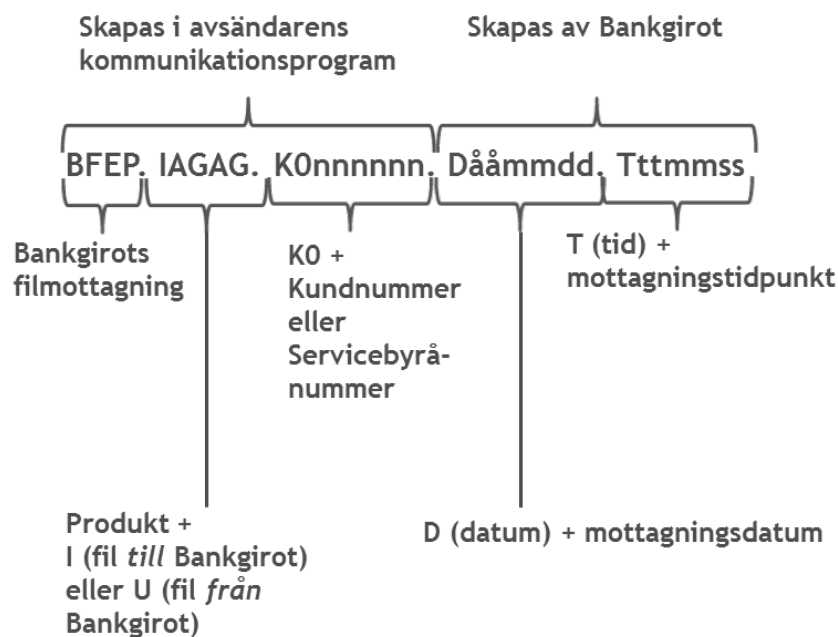 Skapas i avsändarens
kommunikationsprogram
Skapas av Bankgirot
BFEP. IAGAG. K0nnnnnn. Dååmmdd. Tttmmss
Bankgirots
filmottagning
K0 +
Kundnummer
eller
Servicebyrå-
nummer
T (tid) +
mottagningstidpunkt
Produkt +
I (fil till Bankgirot)
eller U (fil från
Bankgirot)
D (datum) + mottagningsdatum